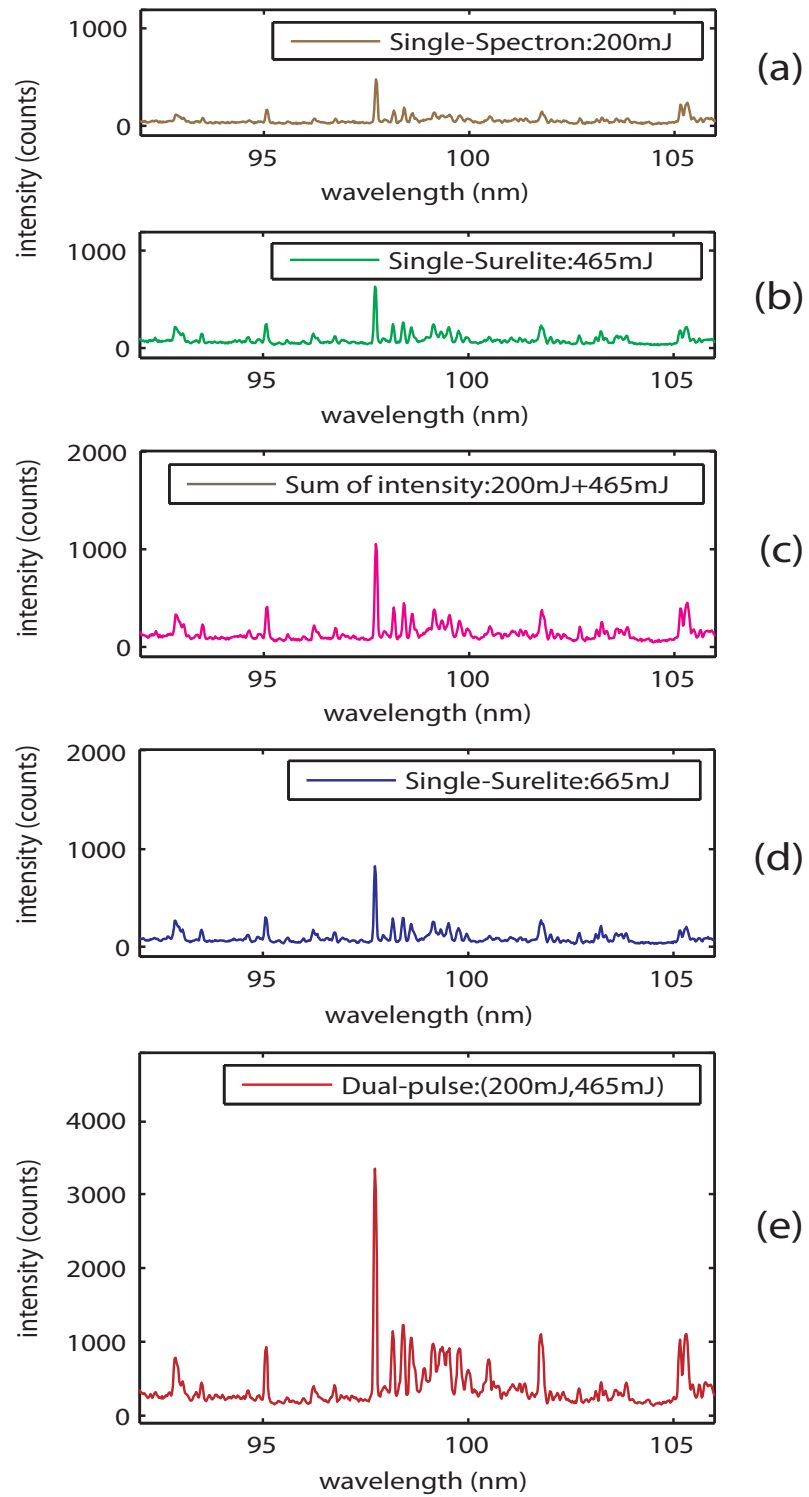 1000
Single-Spectron:200mJ
(a)
0
95
100
105
wavelength (nm)
intensity (counts)
1000
Single-Surelite:465mJ
(b)
0
95
100
105
wavelength (nm)
2000
Sum of intensity:200mJ+465mJ
1000
(c)
0
intensity (counts)
95
100
105
wavelength (nm)
2000
Single-Surelite:665mJ
1000
(d)
0
intensity (counts)
95
100
105
wavelength (nm)
Dual-pulse:(200mJ,465mJ)
4000
3000
(e)
2000
1000
0
intensity (counts)
95
100
105
wavelength (nm)